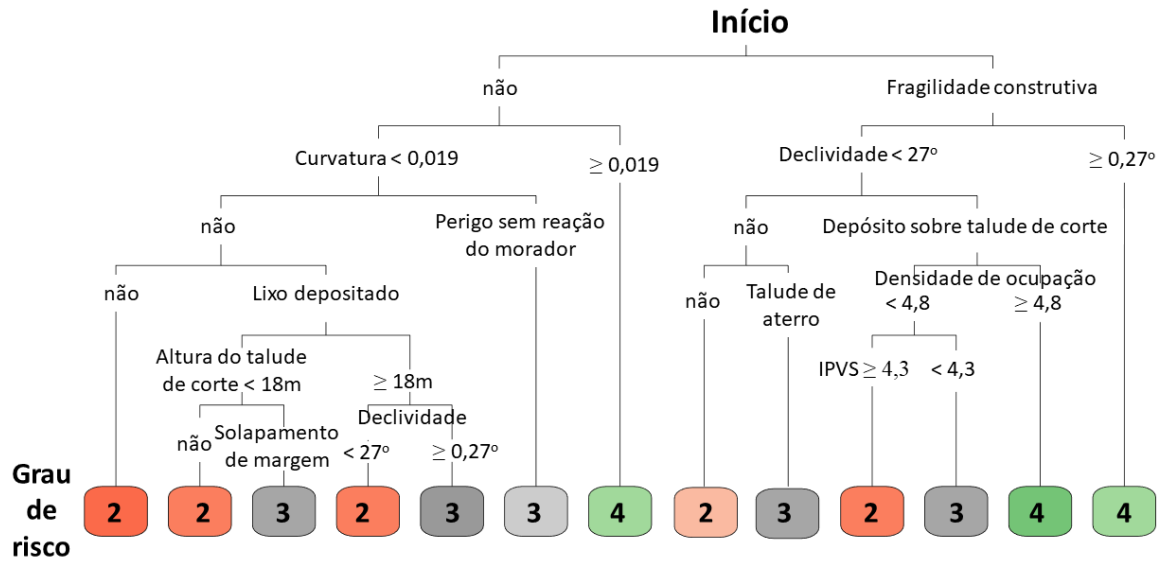 Início
não
Fragilidade construtiva
Curvatura < 0,019
≥ 0,019
Declividade < 27º
≥ 0,27º
não
Perigo sem reação
do morador
não
Depósito sobre talude de corte
não
Lixo depositado
não
Talude de
aterro
Densidade de ocupação
< 4,8
≥ 4,8
Altura do talude
de corte < 18m
≥ 18m
IPVS ≥ 4,3
< 4,3
Declividade
não
Solapamento
de margem
< 27º
≥ 0,27º
Grau
de
risco
2 2 3 2 3 3 4 2 3 2 3 4 4